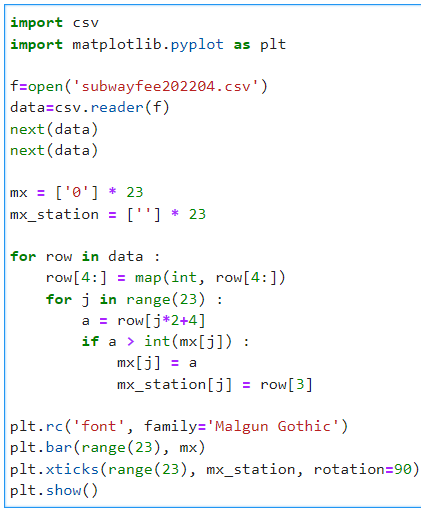 import csv
import matplotlib.pyplot as plt

f=open('subwayfee202204.csv')
data=csv.reader(f)
next(data)
next(data)

mx = ['0'] * 23
mx_station = [''] * 23

for row in data :
    row[4:] = map(int, row[4:])
    for j in range(23) :
        a = row[j*2+4]
        if a > int(mx[j]) :
            mx[j] = a
            mx_station[j] = row[3]

plt.rc('font', family='Malgun Gothic')
plt.bar(range(23), mx)
plt.xticks(range(23), mx_station, rotation=90)
plt.show()